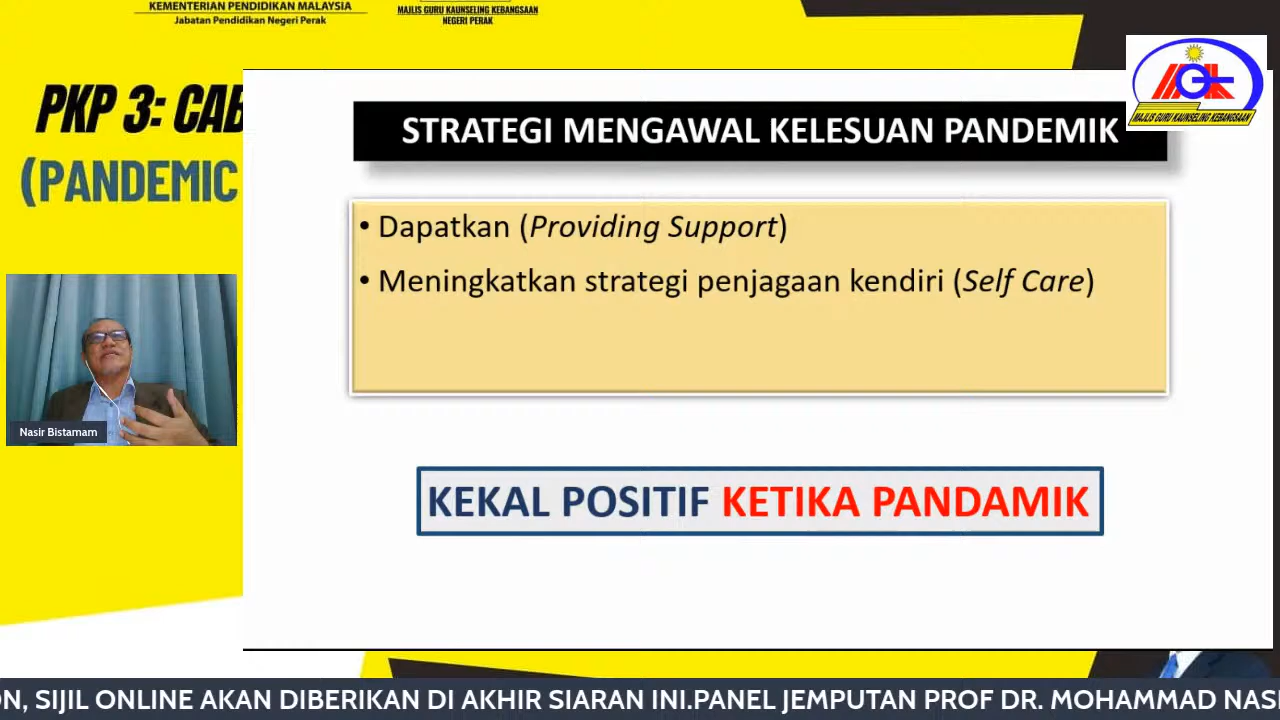 KEMENTERIAN PENDIDIKAN MALAYSIA
Jabatan Pendidikan Negeri Perak
MAJLIS GURU KAUNSELING KEBANGSAAN
NEGERI PERAK
PKP 3: CAB
(PANDEMIC
MAJLIS GURU KAUNSELING KEBANGSAAN
STRATEGI MENGAWAL KELESUAN PANDEMIK
• Dapatkan (Providing Support)
• Meningkatkan strategi penjagaan kendiri (Self Care)
Nasir Bistamam
KEKAL POSITIF KETIKA PANDAMIK
ON, SIJIL ONLINE AKAN DIBERIKAN DI AKHIR SIARAN INI.PANEL JEMPUTAN PROF DR. MOHAMMAD NASI